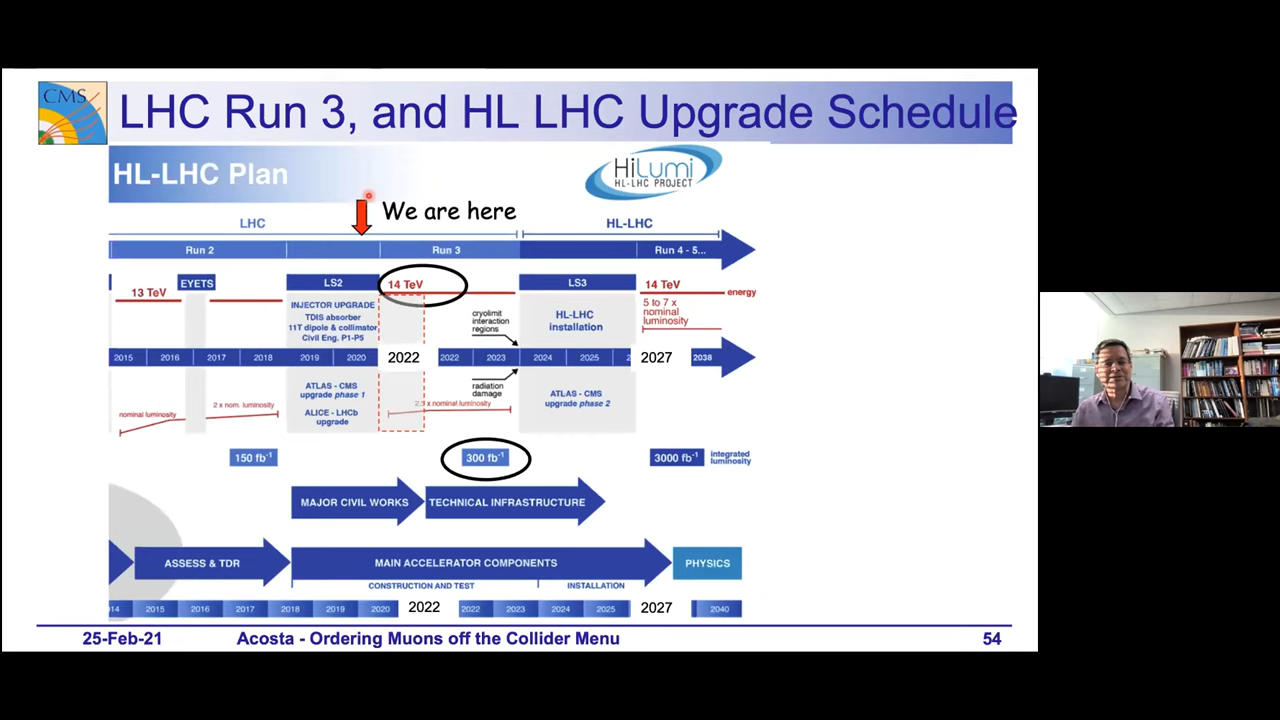 CMS
LHC Run 3, and HL LHC Upgrade Schedule
HL-LHC Plan
HiLumi
HL-LHC PROJECT
We are here
LHC
HL-LHC
Run 2
Run 3
Run 4 - 5...
13 TeV
EYETS
LS2
14 TeV
LS3
14 TeV
energy
INJECTOR UPGRADE
TDIS absorber
11T dipole & collimator
Civil Eng. P1-P5
cryolimit
interaction
regions
HL-LHC
installation
5 to 7 x
nominal
luminosity
2015 2016 2017 2018 2019 2020 2022 2022 2023 2024 2025 2 2027 2038
nominal luminosity
2 x nom. luminosity
ATLAS - CMS
upgrade phase 1
ALICE - LHCb
upgrade
radiation
damage
x nominal luminosity
ATLAS - CMS
upgrade phase 2
150 fb-1
300 fb-1
3000 fb-1
integrated
luminosity
MAJOR CIVIL WORKS
TECHNICAL INFRASTRUCTURE
ASSESS & TDR
MAIN ACCELERATOR COMPONENTS
PHYSICS
CONSTRUCTION AND TEST
INSTALLATION
14 2015 2016 2017 2018 2019 2020 2022 2022 2023 2024 2025 2027 2040
25-Feb-21
Acosta - Ordering Muons off the Collider Menu
54